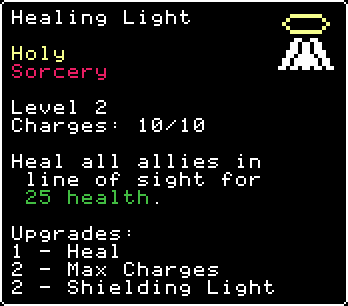 Healing Light
Holy
Sorcery
Level 2
Charges: 10/10
Heal all allies in
line of sight for
25 health.
Upgrades:
1 - Heal
2 - Max Charges
2 - Shielding Light